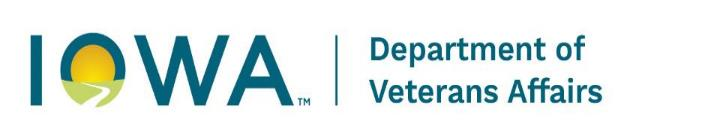 IOWA™
Department of
Veterans Affairs